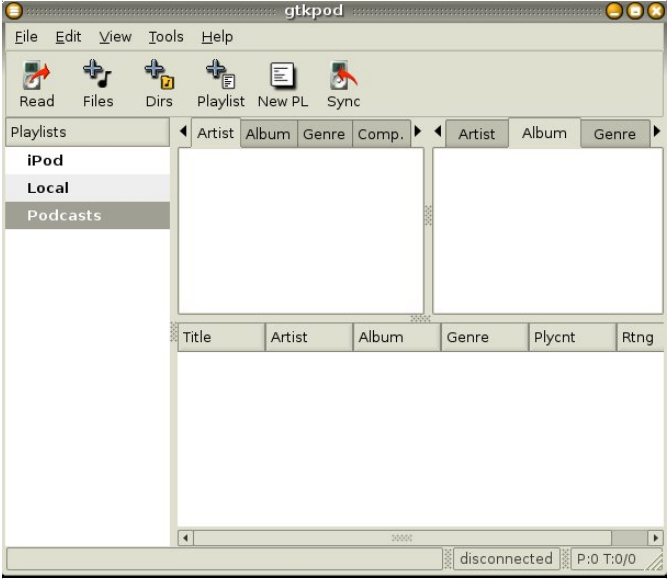 gtkpod
File Edit View Tools Help
Read Files Dirs Playlist New PL Sync
Playlists
iPod
Local
Podcasts
Artist Album Genre Comp.
Artist Album Genre
Title Artist Album Genre Plycnt Rtng
disconnected P:0 T:0/0